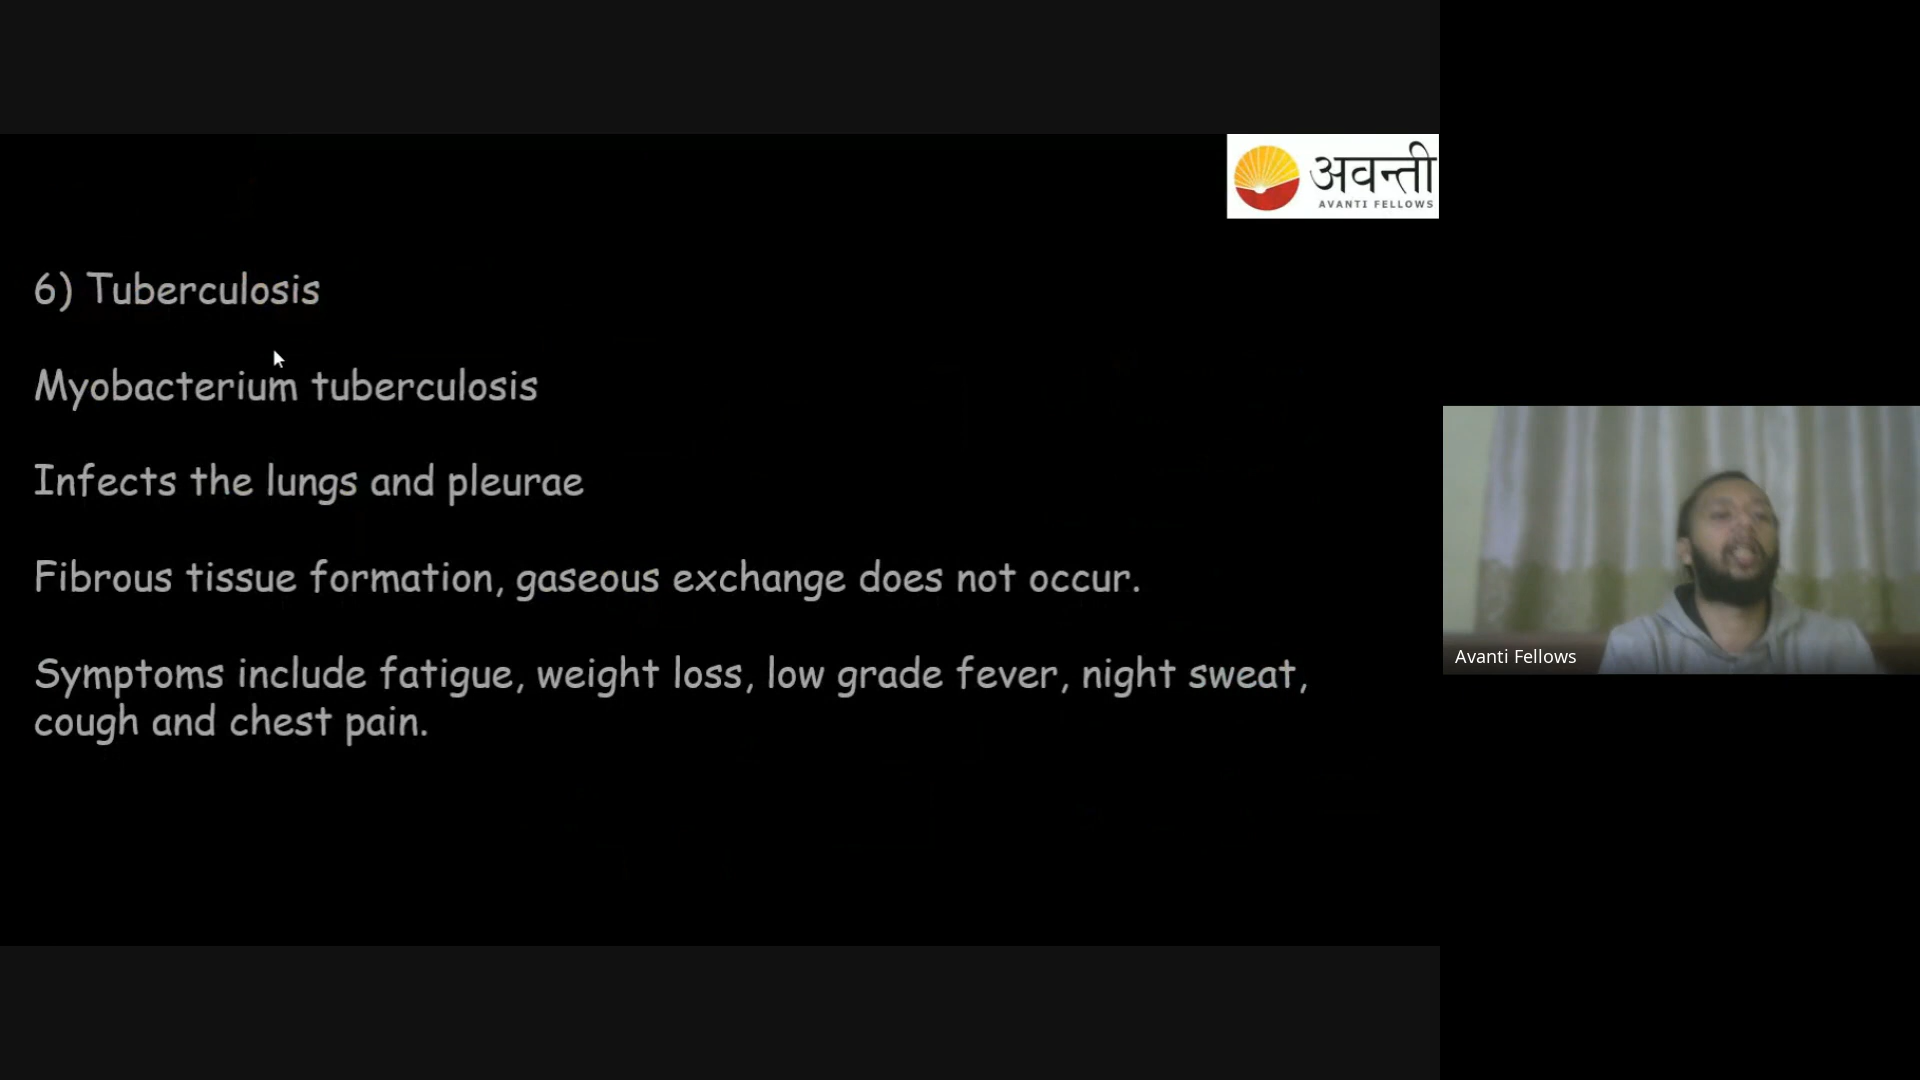 अवन्ती
AVANTI FELLOWS
6) Tuberculosis
Myobacterium tuberculosis
Infects the lungs and pleurae
Fibrous tissue formation, gaseous exchange does not occur.
Symptoms include fatigue, weight loss, low grade fever, night sweat,
cough and chest pain.
Avanti Fellows